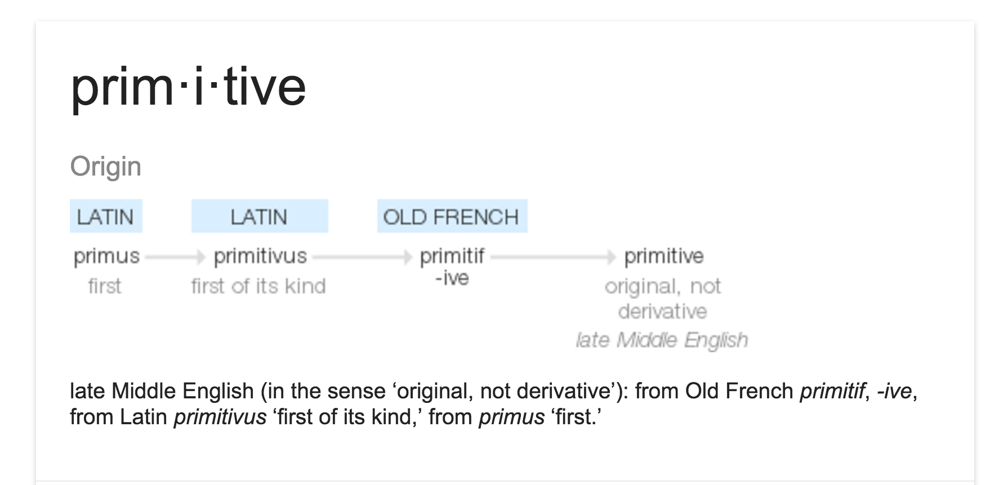 prim·i·tive
Origin
LATIN LATIN OLD FRENCH
primus primitivus primitif primitive
-ive
first first of its kind original, not
derivative
late Middle English
late Middle English (in the sense ‘original, not derivative’): from Old French primitif, -ive,
from Latin primitivus ‘first of its kind,’ from primus ‘first.’